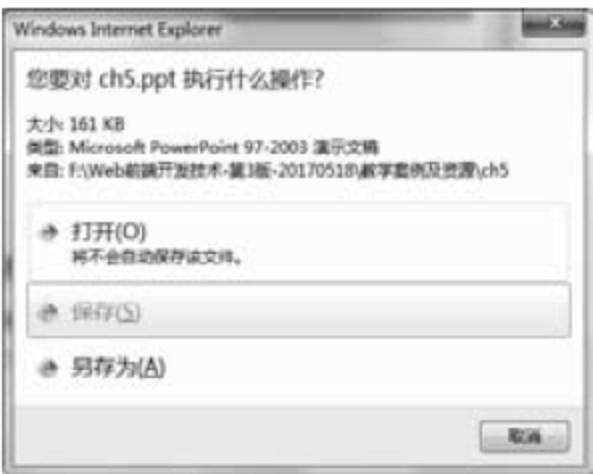 Windows Internet Explorer
您要对 ch5.ppt 执行什么操作?
大小: 161 KB
类型: Microsoft PowerPoint 97-2003 演示文稿
来自: F:\Web前端开发技术-第3版-20170518\教学案例及资源\ch5
打开(O)
将不会自动保存该文件。
保存(S)
另存为(A)
取消